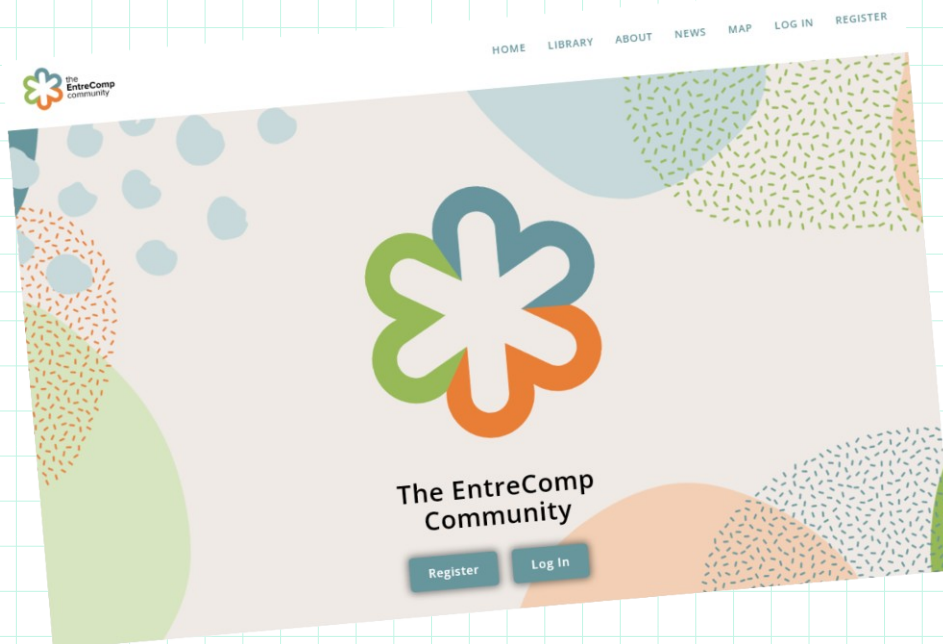 HOME LIBRARY ABOUT NEWS MAP LOG IN REGISTER
the
EntreComp
community
The EntreComp
Community
Register Log In